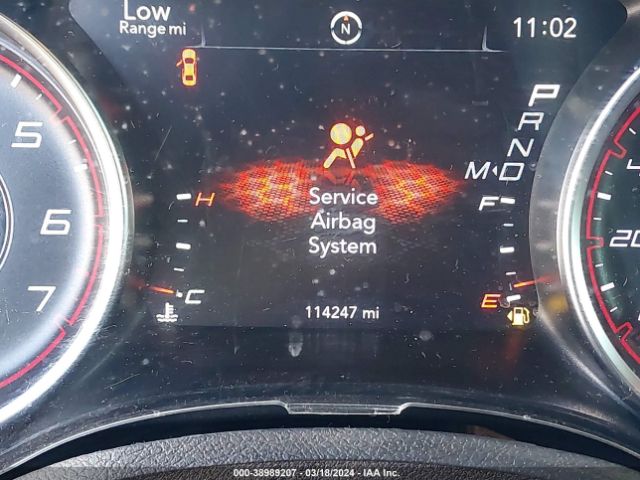 Low
Range mi
N
11:02
P
R
N
M D
5
6
7
H
C
Service
Airbag
System
F
E
4
20
114247 mi
000-38989207 - 03/18/2024 - IAA Inc.